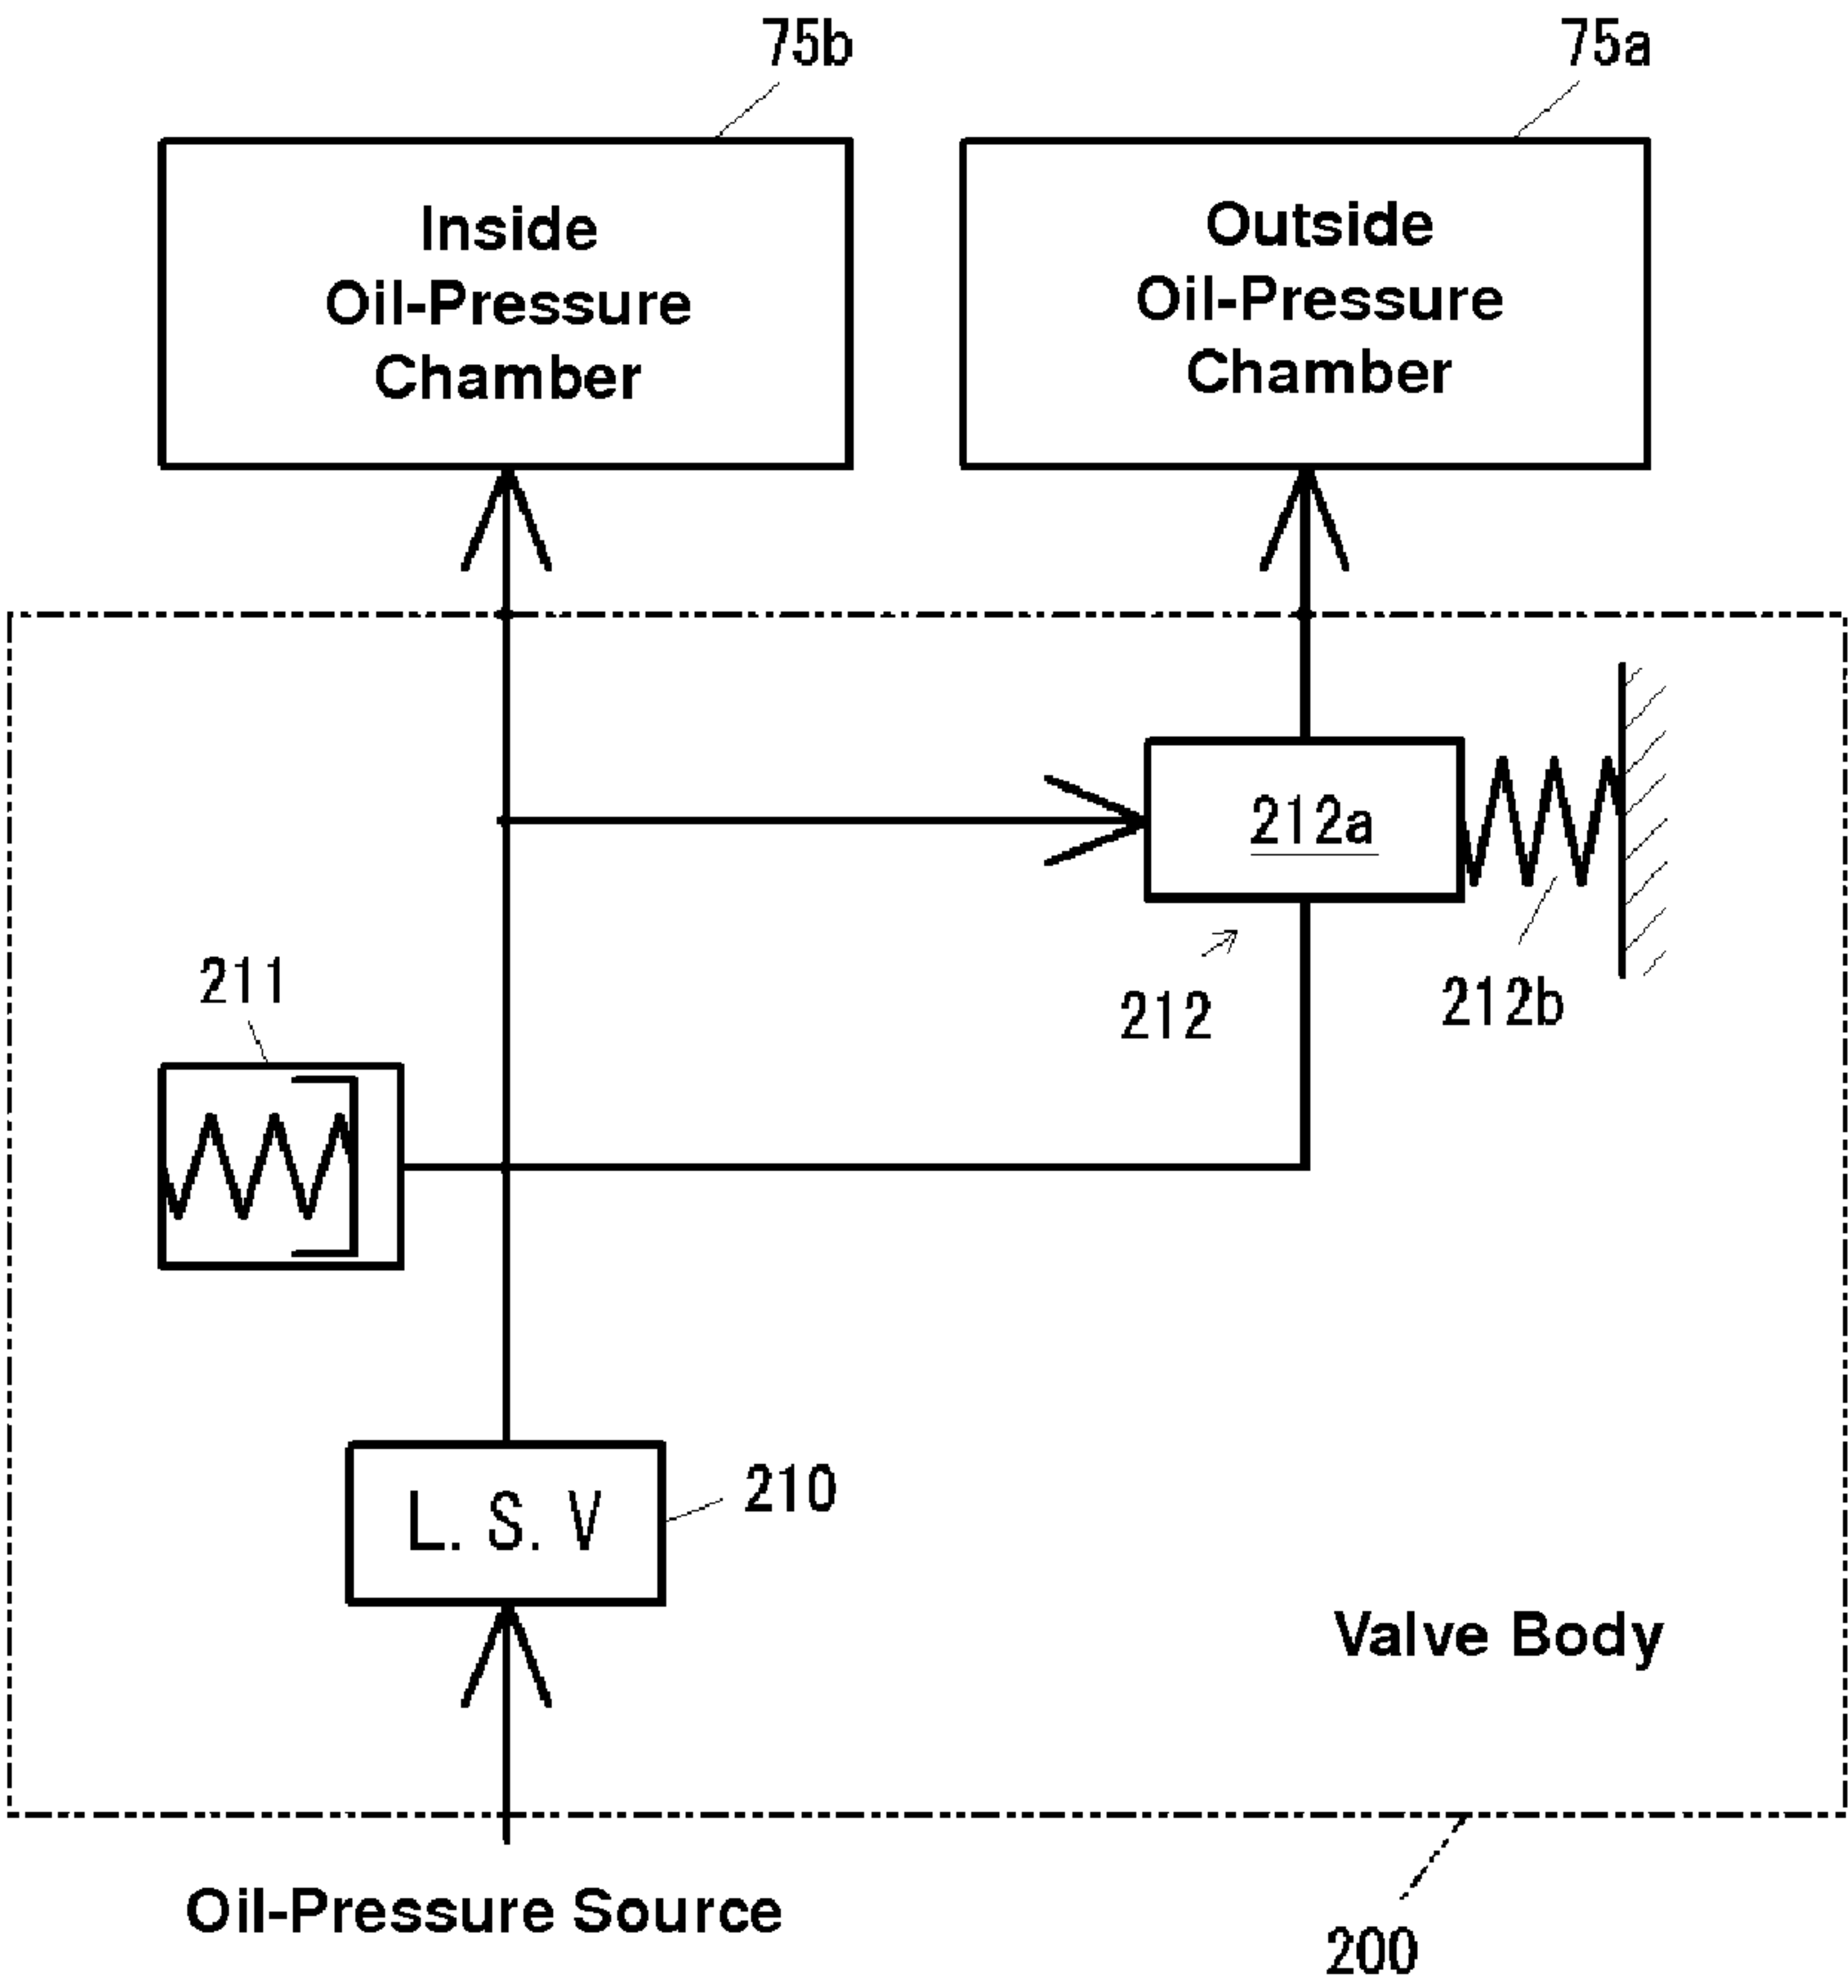 75b
75a
Inside
Oil-Pressure
Chamber
Outside
Oil-Pressure
Chamber
212a
211
212
212b
L. S. V
210
Valve Body
Oil-Pressure Source
200